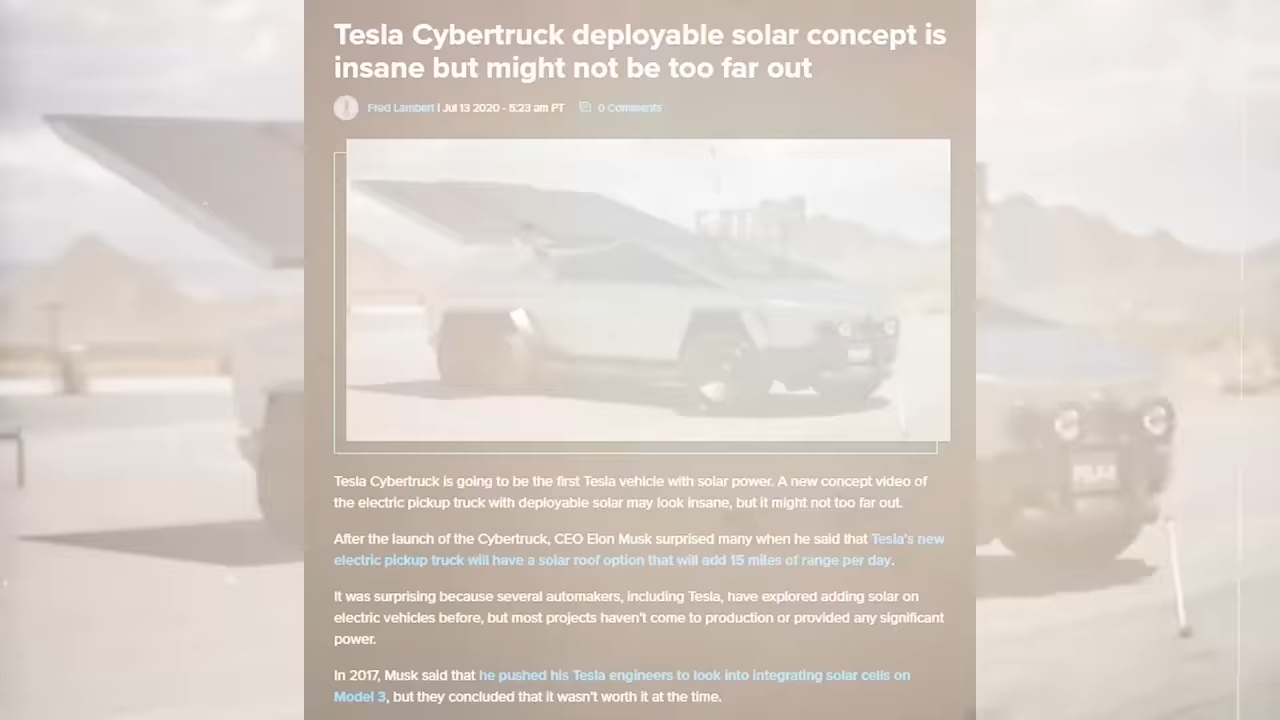 Tesla Cybertruck deployable solar concept is
insane but might not be too far out
Fred Lambert | Jul 13 2020 - 5:23 am PT 0 Comments
Tesla Cybertruck is going to be the first Tesla vehicle with solar power. A new concept video of
the electric pickup truck with deployable solar may look insane, but it might not too far out.
After the launch of the Cybertruck, CEO Elon Musk surprised many when he said that Tesla's new
electric pickup truck will have a solar roof option that will add 15 miles of range per day.
It was surprising because several automakers, including Tesla, have explored adding solar on
electric vehicles before, but most projects haven't come to production or provided any significant
power.
In 2017, Musk said that he pushed his Tesla engineers to look into integrating solar cells on
Model 3, but they concluded that it wasn't worth it at the time.